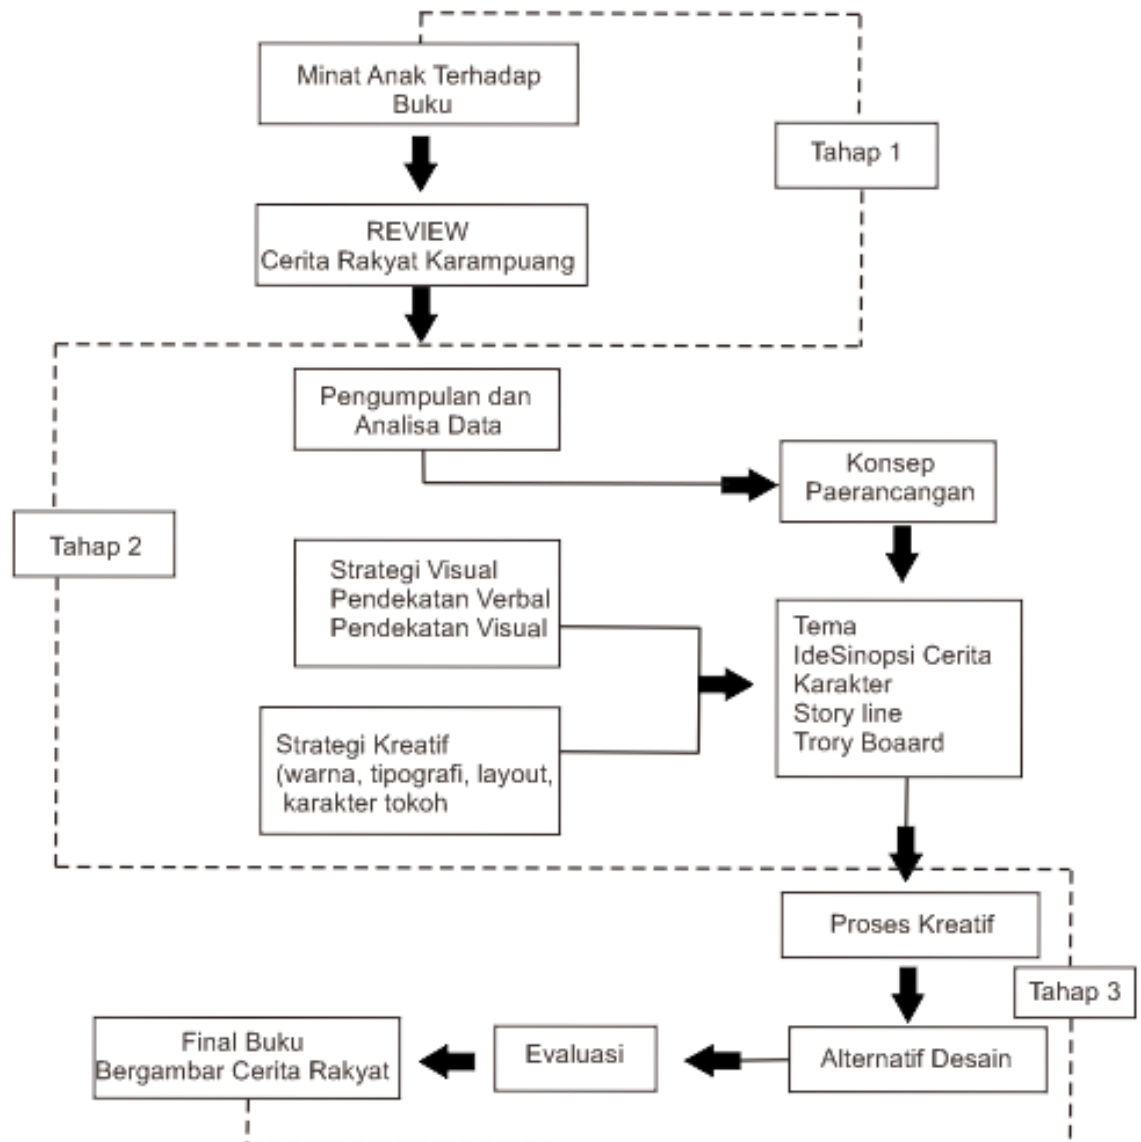 Minat Anak Terhadap
Buku
Tahap 1
REVIEW
Cerita Rakyat Karampuang
Pengumpulan dan
Analisa Data
Konsep
Paerancangan
Tahap 2
Strategi Visual
Pendekatan Verbal
Pendekatan Visual
Tema
IdeSinopsi Cerita
Karakter
Story line
Trory Boaard
Strategi Kreatif
(warna, tipografi, layout,
karakter tokoh
Proses Kreatif
Tahap 3
Alternatif Desain
Evaluasi
Final Buku
Bergambar Cerita Rakyat